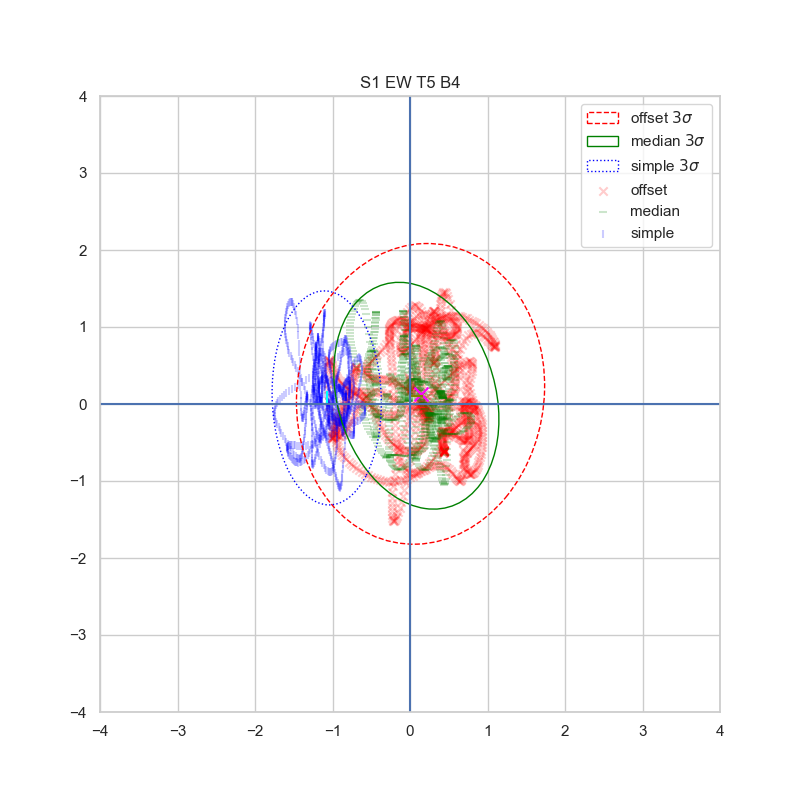 S1 EW T5 B4
offset 3σ
median 3σ
simple 3σ
offset
median
simple
4
3
2
1
0
−1
−2
−3
−4
−4 −3 −2 −1 0 1 2 3 4